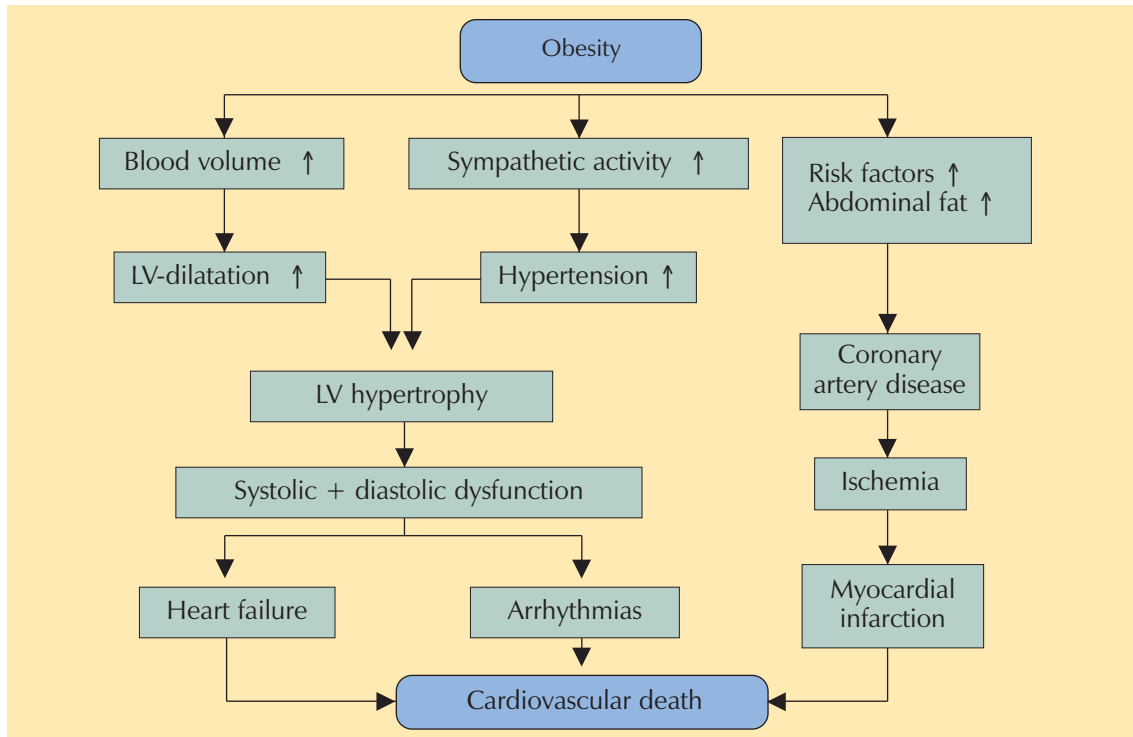 Obesity
Blood volume ↑
Sympathetic activity ↑
Risk factors ↑
Abdominal fat ↑
LV-dilatation ↑
Hypertension ↑
Coronary
artery disease
LV hypertrophy
Systolic + diastolic dysfunction
Ischemia
Heart failure
Arrhythmias
Myocardial
infarction
Cardiovascular death